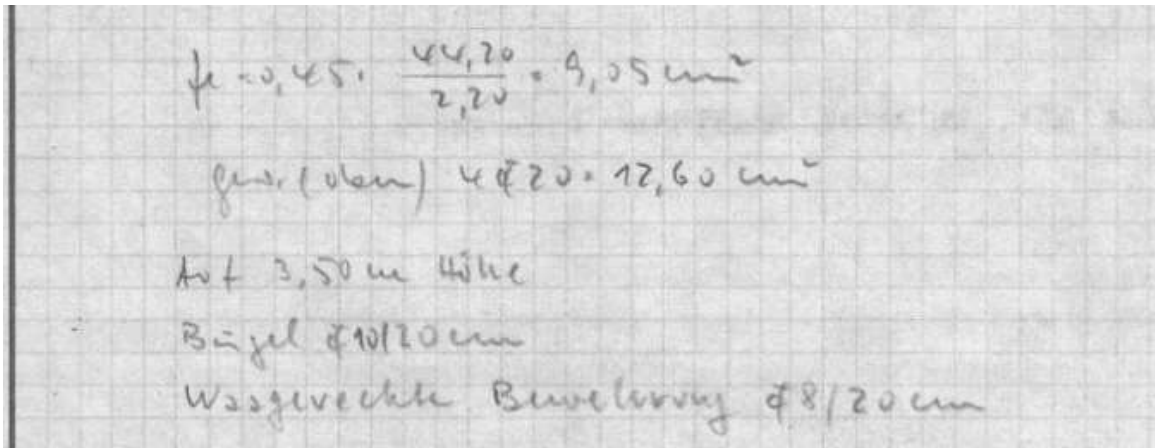 fe = 0,45 · 44,20 / 2,20 = 9,05 cm²
gew. (oben) 4 ∅ 20 = 12,60 cm²
Auf 3,50 m Höhe
Bügel ∅ 10/20 cm
Waagerechte Bewehrung ∅ 8/20 cm